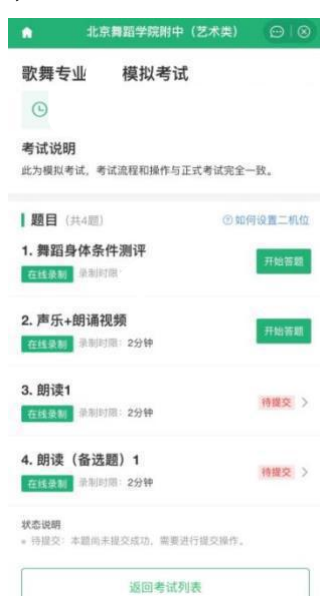 北京舞蹈学院附中（艺术类）
歌舞专业 模拟考试
考试说明
此为模拟考试，考试流程和操作与正式考试完全一致。
题目（共4题） 如何设置二机位
1. 舞蹈身体条件测评
开始答题
在线录制 录制时限：
2. 声乐+朗诵视频
开始答题
在线录制 录制时限：2分钟
3. 朗读1
待提交
在线录制 录制时限：2分钟
4. 朗读（备选题）1
待提交
在线录制 录制时限：2分钟
状态说明
待提交：本题尚未提交成功，需要进行提交操作。
返回考试列表